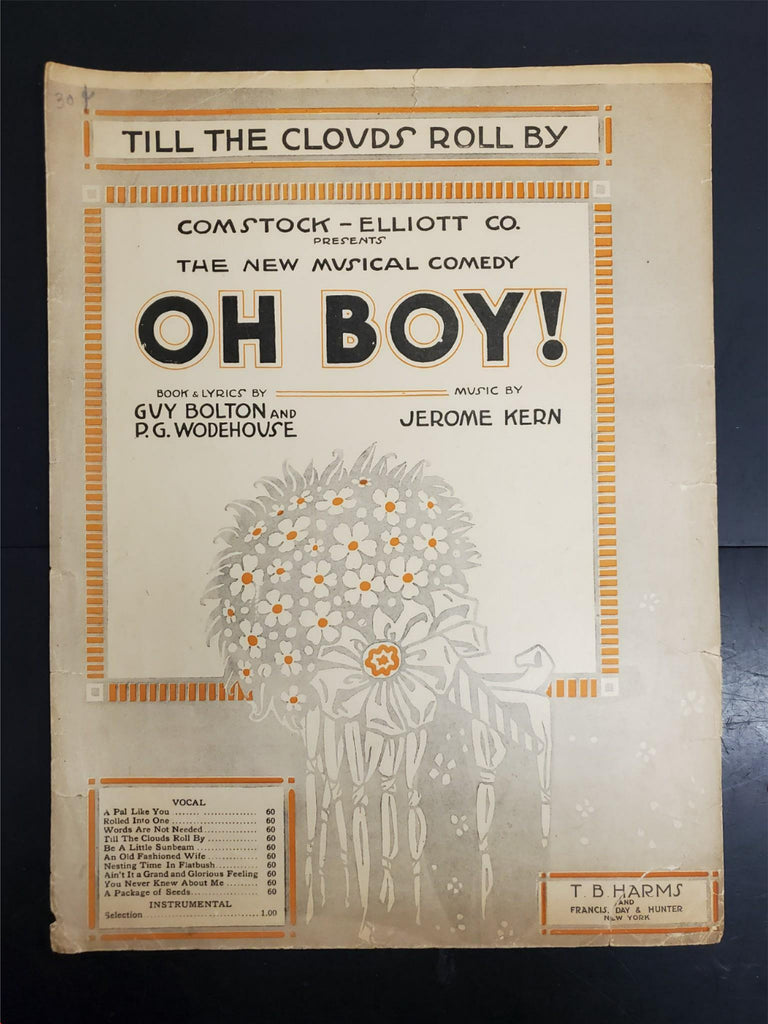 30
TILL THE CLOUDS ROLL BY
COMSTOCK - ELLIOTT CO.
PRESENTS
THE NEW MUSICAL COMEDY
OH BOY!
BOOK & LYRICS BY
GUY BOLTON AND
P.G. WODEHOUSE
MUSIC BY
JEROME KERN
VOCAL
A Pal Like You ........................ 60
Rolled Into One ........................ 60
Words Are Not Needed ............... 60
Till The Clouds Roll By ............... 60
Be A Little Sunbeam ................. 60
An Old Fashioned Wife .............. 60
Nesting Time In Flatbush ............ 60
Ain't It a Grand and Glorious Feeling 60
You Never Knew About Me ......... 60
A Package of Seeds .................. 60
INSTRUMENTAL
Selection ................................ 1.00
T. B HARMS
AND
FRANCIS, DAY & HUNTER
NEW YORK